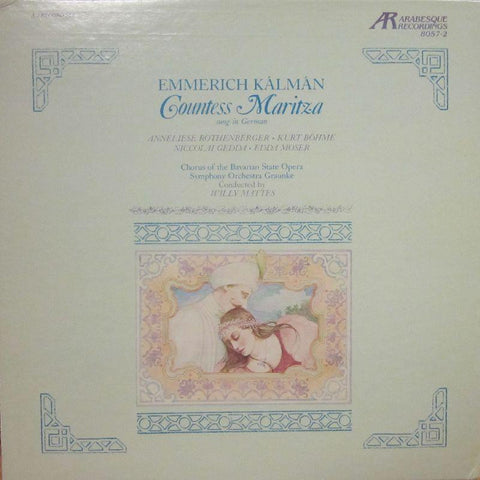 ARABESQUE
RECORDINGS
8057-2
EMMERICH KÁLMÁN
Countess Maritza
sung in German
ANNELIESE ROTHENBERGER • KURT BÖHME
NICCOLAI GEDDA • EDDA MOSER
Chorus of the Bavarian State Opera
Symphony Orchestra Graunke
Conducted by
WILLY MATTES